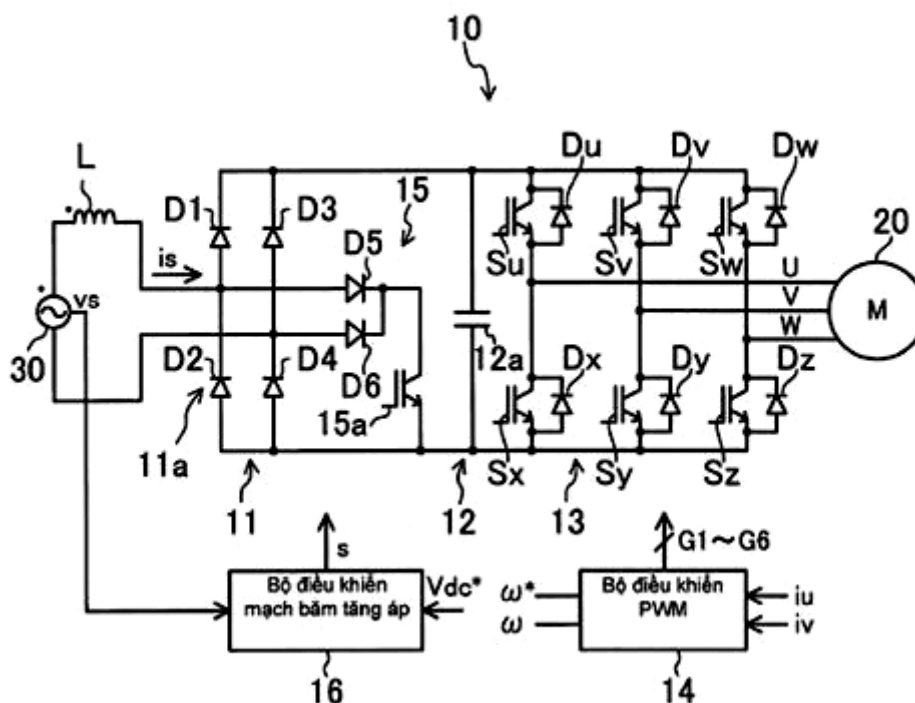 10
L
D1
D3
15
Du
Dv
Dw
20
is
D5
Su
Sv
Sw
U
V
W
M
vs
30
D2
D4
D6
12a
Dx
Dy
Dz
11a
15a
Sx
Sy
Sz
11
12
13
s
G1～G6
Bộ điều khiển
mạch băm tăng áp
Vdc*
ω*
ω
Bộ điều khiển
PWM
iu
iv
16
14